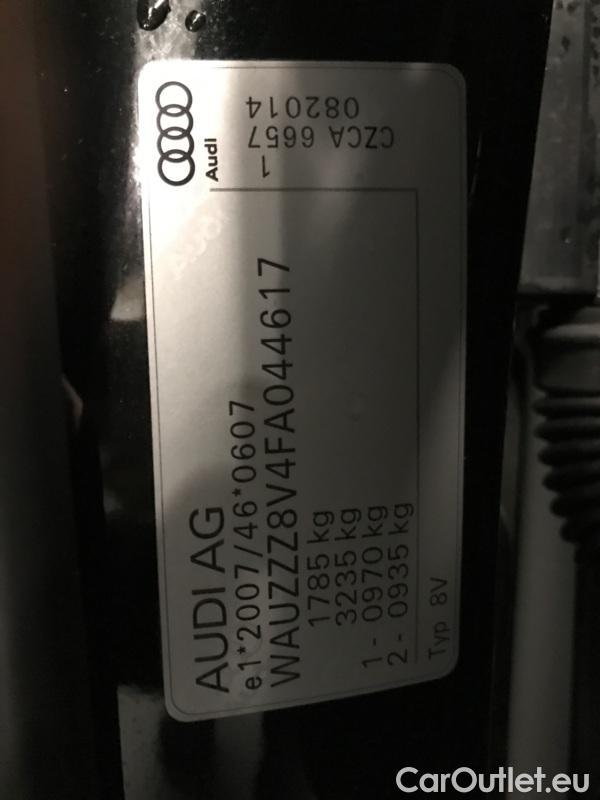 AUDI AG
e1*2007/46*0607
WAUZZZ8V4FA044617
1785 kg
3235 kg
1 - 0970 kg
2 - 0935 kg
Typ 8V
Audi
1
CZCA 6657
082014
CarOutlet.eu